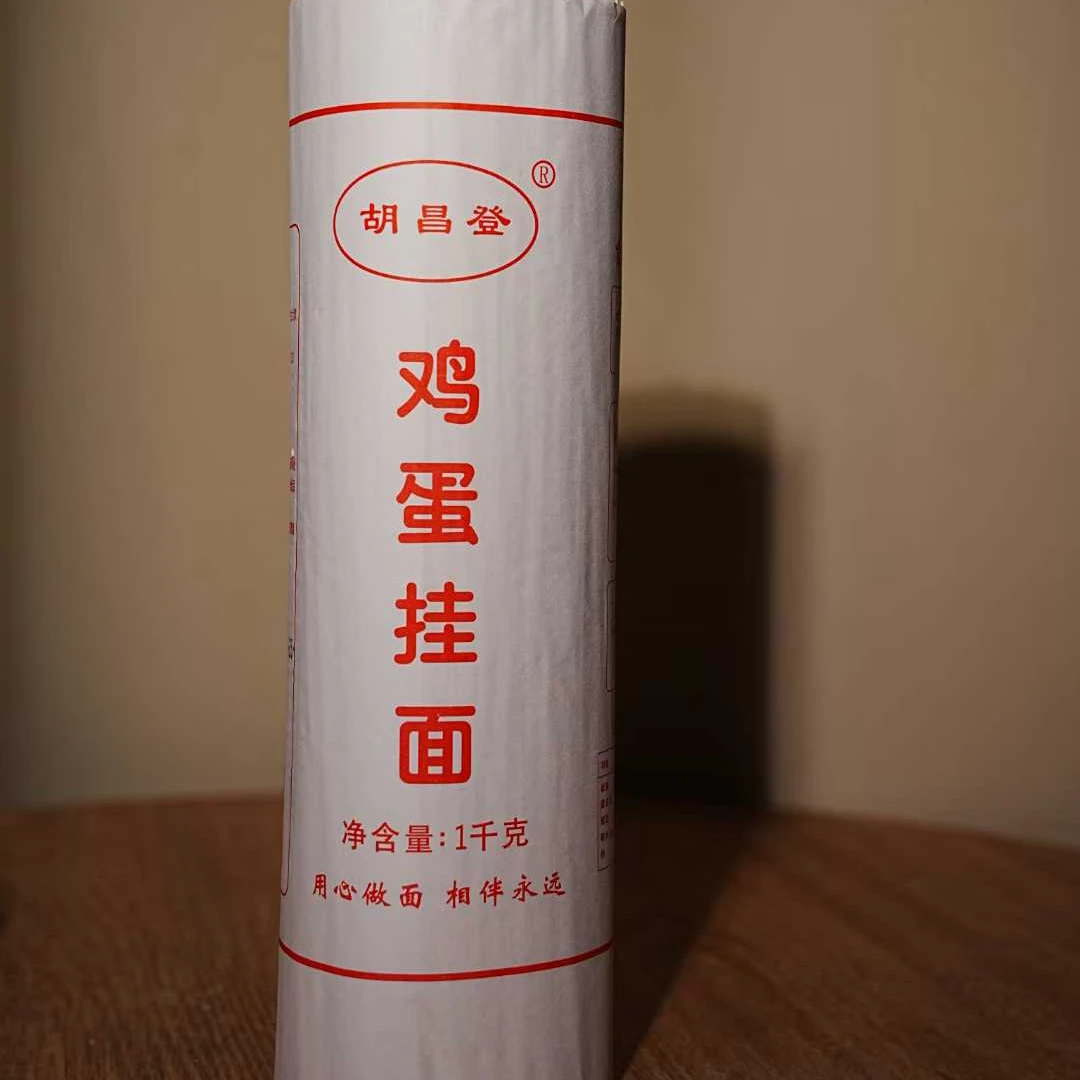 胡昌登®
鸡蛋挂面
净含量:1千克
用心做面 相伴永远